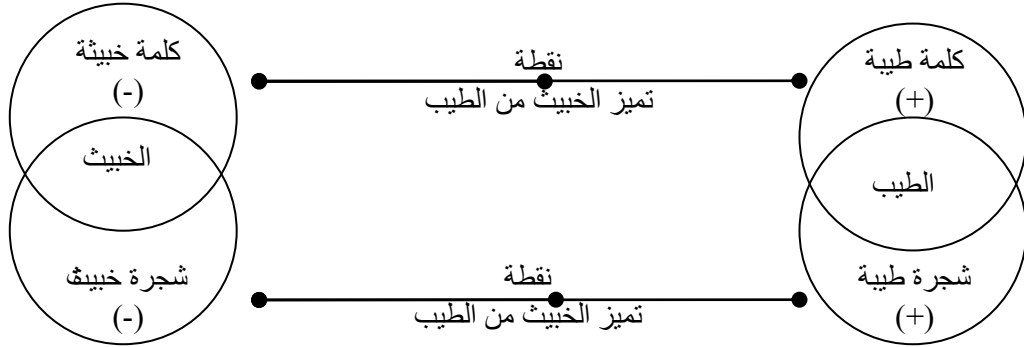 كلمة طيبة
(+)
نقطة
تميز الخبيث من الطيب
كلمة خبيثة
(-)
الطيب
الخبيث
شجرة طيبة
(+)
نقطة
تميز الخبيث من الطيب
شجرة خبيث
(-)